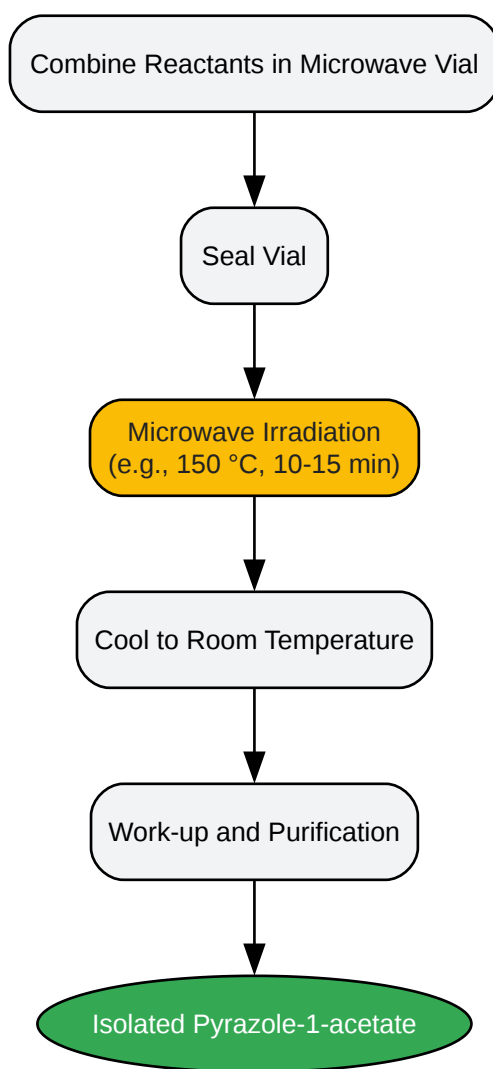 Combine Reactants in Microwave Vial
Seal Vial
Microwave Irradiation
(e.g., 150 °C, 10-15 min)
Cool to Room Temperature
Work-up and Purification
Isolated Pyrazole-1-acetate